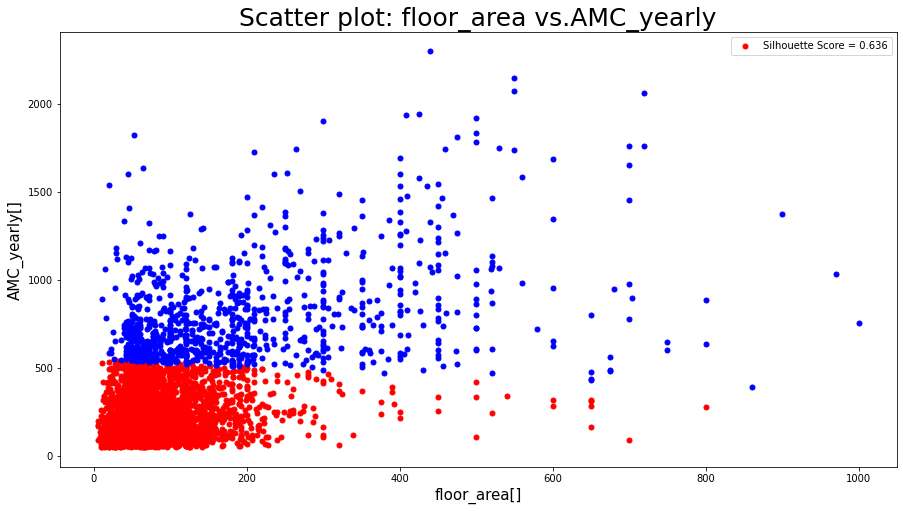 Scatter plot: floor_area vs.AMC_yearly
Silhouette Score = 0.636
AMC_yearly[]
2000
1500
1000
500
0
0 200 400 600 800 1000
floor_area[]